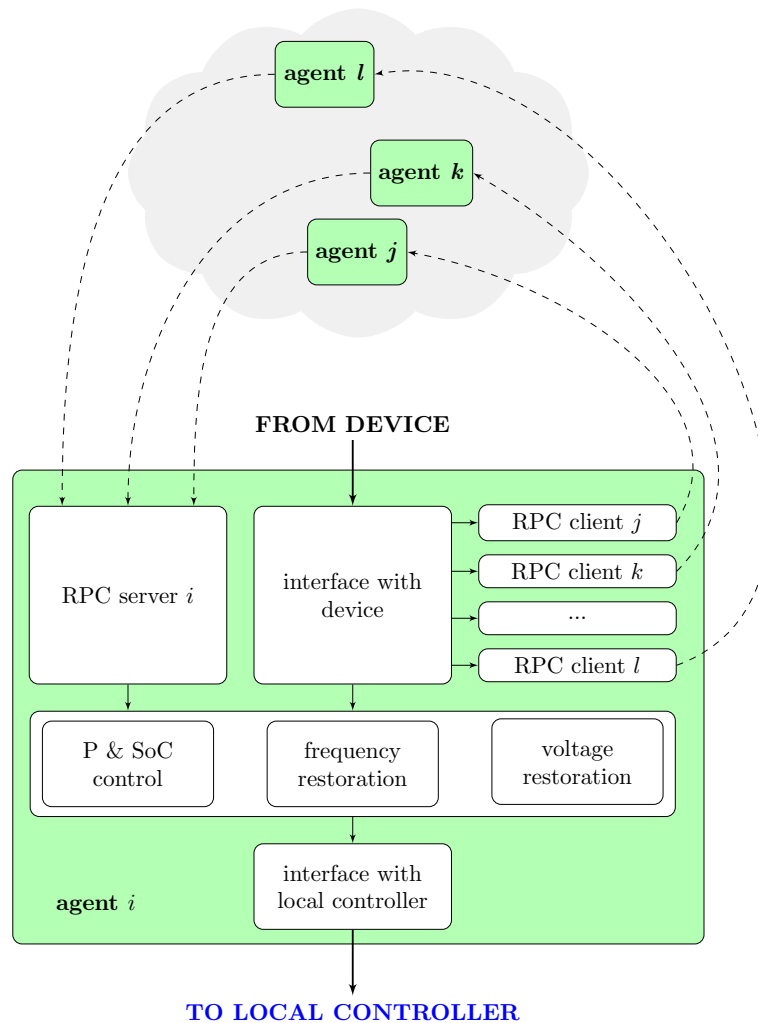 agent l
agent k
agent j
FROM DEVICE
RPC server i
interface with
device
RPC client j
RPC client k
...
RPC client l
P & SoC
control
frequency
restoration
voltage
restoration
interface with
local controller
agent i
TO LOCAL CONTROLLER